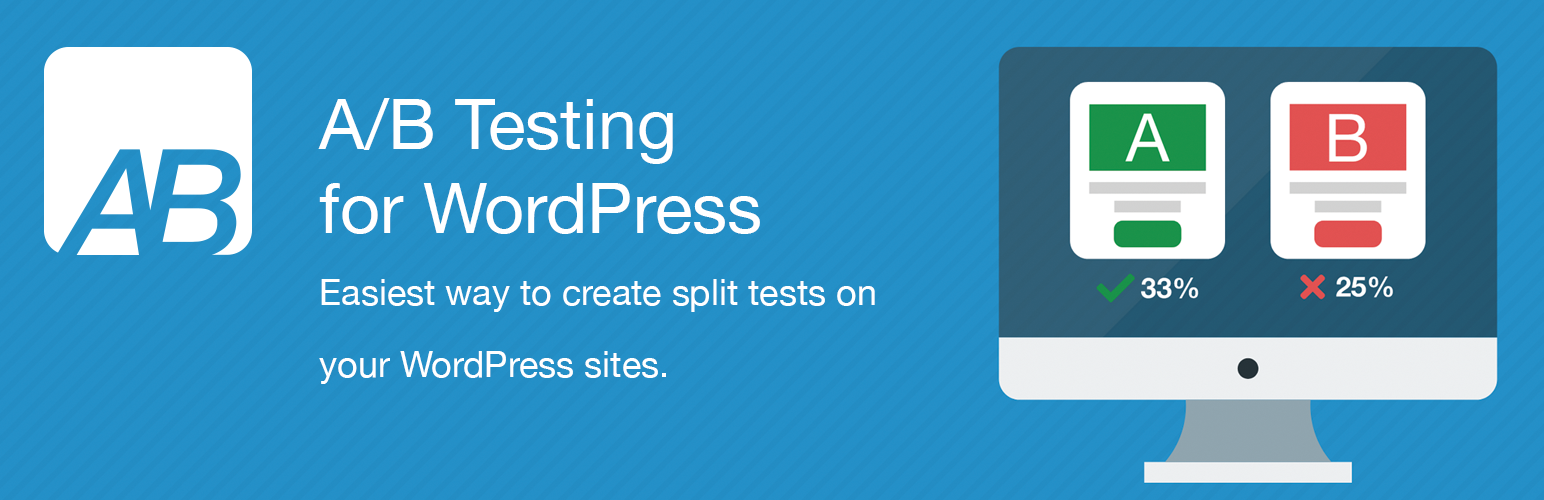 AB
A/B Testing
for WordPress
Easiest way to create split tests on
your WordPress sites.
A
B
33%
25%